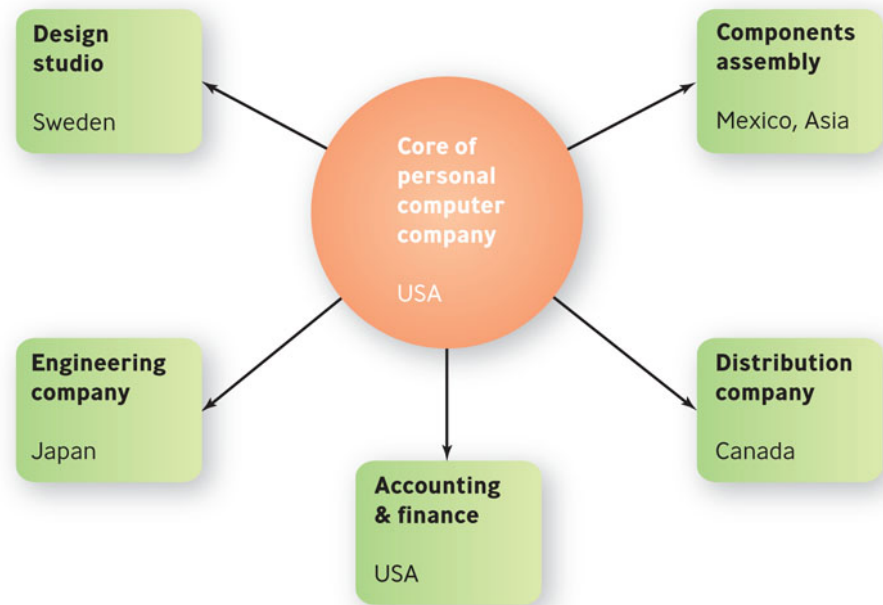 Design
studio
Sweden
Components
assembly
Mexico, Asia
Core of
personal
computer
company
USA
Engineering
company
Japan
Distribution
company
Canada
Accounting
& finance
USA